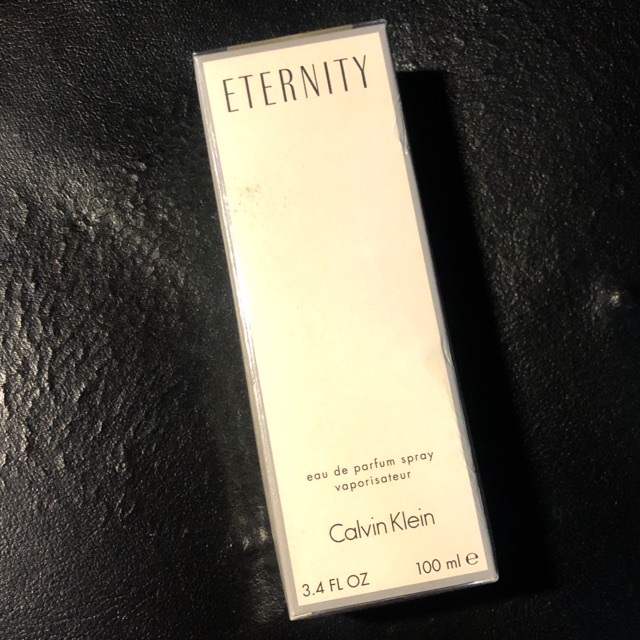 ETERNITY
eau de parfum spray
vaporisateur
Calvin Klein
3.4 FL OZ 100 ml ℮